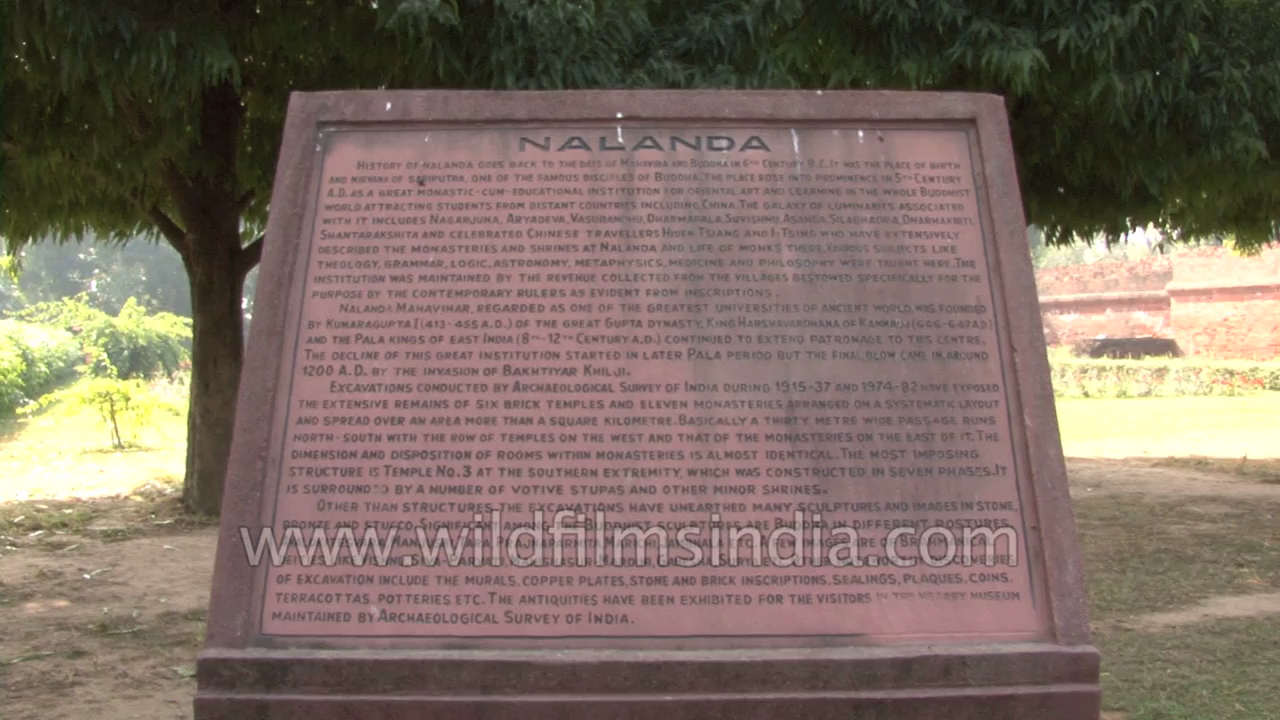 NALANDA
HISTORY OF NALANDA GOES BACK TO THE DAYS OF MAHAVIRA AND BUDDHA IN 6TH CENTURY B.C. IT WAS THE PLACE OF BIRTH
AND NIRVANA OF SARIPUTRA, ONE OF THE FAMOUS DISCIPLES OF BUDDHA. THE PLACE ROSE INTO PROMINENCE IN 5TH CENTURY
A.D. AS A GREAT MONASTIC-CUM-EDUCATIONAL INSTITUTION FOR ORIENTAL ART AND LEARNING IN THE WHOLE BUDDHIST
WORLD ATTRACTING STUDENTS FROM DISTANT COUNTRIES INCLUDING CHINA. THE GALAXY OF LUMINARIES ASSOCIATED
WITH IT INCLUDES NAGARJUNA, ARYADEVA, VASUBANDHU, DHARMAPALA, SUVISHNU, ASANGA, SILABHADRA, DHARMAKIRTI,
SHANTARAKSHITA AND CELEBRATED CHINESE TRAVELLERS HIUEN TSIANG AND I-TSING WHO HAVE EXTENSIVELY
DESCRIBED THE MONASTERIES AND SHRINES AT NALANDA AND LIFE OF MONKS THERE. VARIOUS SUBJECTS LIKE
THEOLOGY, GRAMMAR, LOGIC, ASTRONOMY, METAPHYSICS, MEDICINE AND PHILOSOPHY WERE TAUGHT HERE. THE
INSTITUTION WAS MAINTAINED BY THE REVENUE COLLECTED FROM THE VILLAGES BESTOWED SPECIFICALLY FOR THE
PURPOSE BY THE CONTEMPORARY RULERS AS EVIDENT FROM INSCRIPTIONS.
NALANDA MAHAVIHAR, REGARDED AS ONE OF THE GREATEST UNIVERSITIES OF ANCIENT WORLD, WAS FOUNDED
BY KUMARAGUPTA I (413-455 A.D.) OF THE GREAT GUPTA DYNASTY. KING HARSHAVARDHANA OF KANNAUJ (606-647 A.D)
AND THE PALA KINGS OF EAST INDIA (8TH-12TH CENTURY A.D.) CONTINUED TO EXTEND PATRONAGE TO THIS CENTRE.
THE DECLINE OF THIS GREAT INSTITUTION STARTED IN LATER PALA PERIOD BUT THE FINAL BLOW CAME IN AROUND
1200 A.D. BY THE INVASION OF BAKHTIYAR KHILJI.
EXCAVATIONS CONDUCTED BY ARCHAEOLOGICAL SURVEY OF INDIA DURING 1915-37 AND 1974-82 HAVE EXPOSED
THE EXTENSIVE REMAINS OF SIX BRICK TEMPLES AND ELEVEN MONASTERIES ARRANGED ON A SYSTEMATIC LAYOUT
AND SPREAD OVER AN AREA MORE THAN A SQUARE KILOMETRE. BASICALLY A THIRTY METRE WIDE PASSAGE RUNS
NORTH-SOUTH WITH THE ROW OF TEMPLES ON THE WEST AND THAT OF THE MONASTERIES ON THE EAST OF IT. THE
DIMENSION AND DISPOSITION OF ROOMS WITHIN MONASTERIES IS ALMOST IDENTICAL. THE MOST IMPOSING
STRUCTURE IS TEMPLE NO. 3 AT THE SOUTHERN EXTREMITY, WHICH WAS CONSTRUCTED IN SEVEN PHASES. IT
IS SURROUNDED BY A NUMBER OF VOTIVE STUPAS AND OTHER MINOR SHRINES.
OTHER THAN STRUCTURES, THE EXCAVATIONS HAVE UNEARTHED MANY SCULPTURES AND IMAGES IN STONE,
BRONZE AND STUCCO. SIGNIFICANT AMONG THE BUDDHIST SCULPTURES ARE BUDDHA IN DIFFERENT POSTURES,
www.wildfilmsindia.com
OF EXCAVATION INCLUDE THE MURALS, COPPER PLATES, STONE AND BRICK INSCRIPTIONS, SEALINGS, PLAQUES, COINS,
TERRACOTTAS, POTTERIES ETC. THE ANTIQUITIES HAVE BEEN EXHIBITED FOR THE VISITORS IN THE NEARBY MUSEUM
MAINTAINED BY ARCHAEOLOGICAL SURVEY OF INDIA.